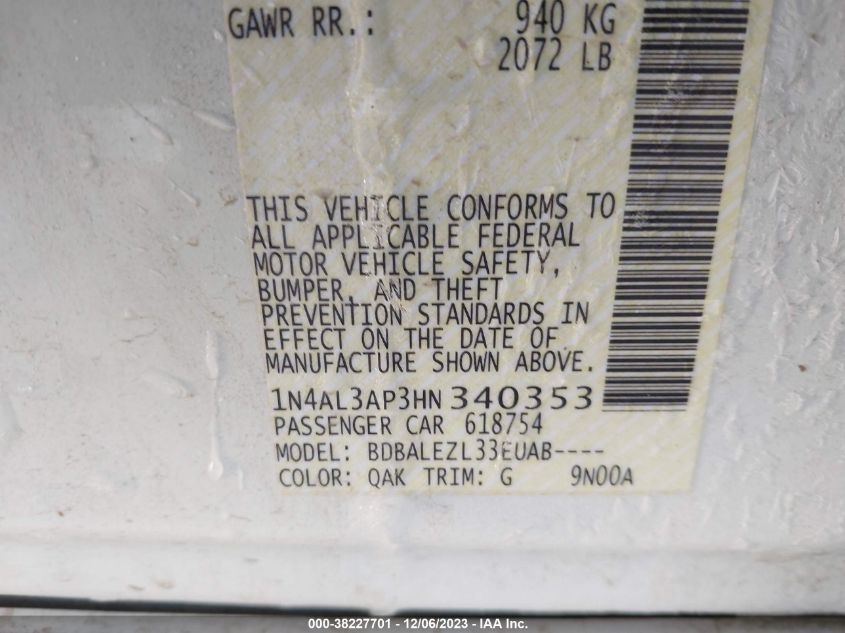 GAWR RR.: 940 KG
2072 LB
THIS VEHICLE CONFORMS TO
ALL APPLICABLE FEDERAL
MOTOR VEHICLE SAFETY,
BUMPER, AND THEFT
PREVENTION STANDARDS IN
EFFECT ON THE DATE OF
MANUFACTURE SHOWN ABOVE.
1N4AL3AP3HN 340353
PASSENGER CAR 618754
MODEL: BDBALEZL33EUAB----
COLOR: QAK TRIM: G 9N00A
000-38227701 - 12/06/2023 - IAA Inc.